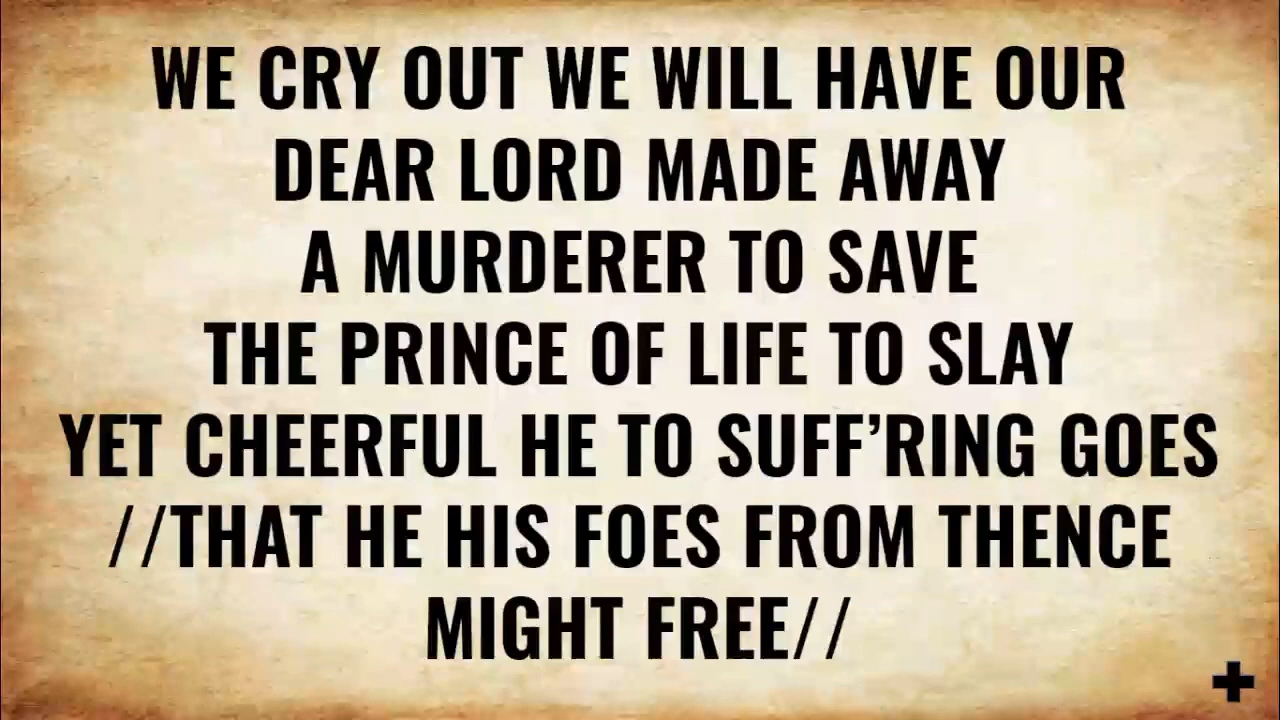 WE CRY OUT WE WILL HAVE OUR
DEAR LORD MADE AWAY
A MURDERER TO SAVE
THE PRINCE OF LIFE TO SLAY
YET CHEERFUL HE TO SUFF’RING GOES
//THAT HE HIS FOES FROM THENCE
MIGHT FREE//